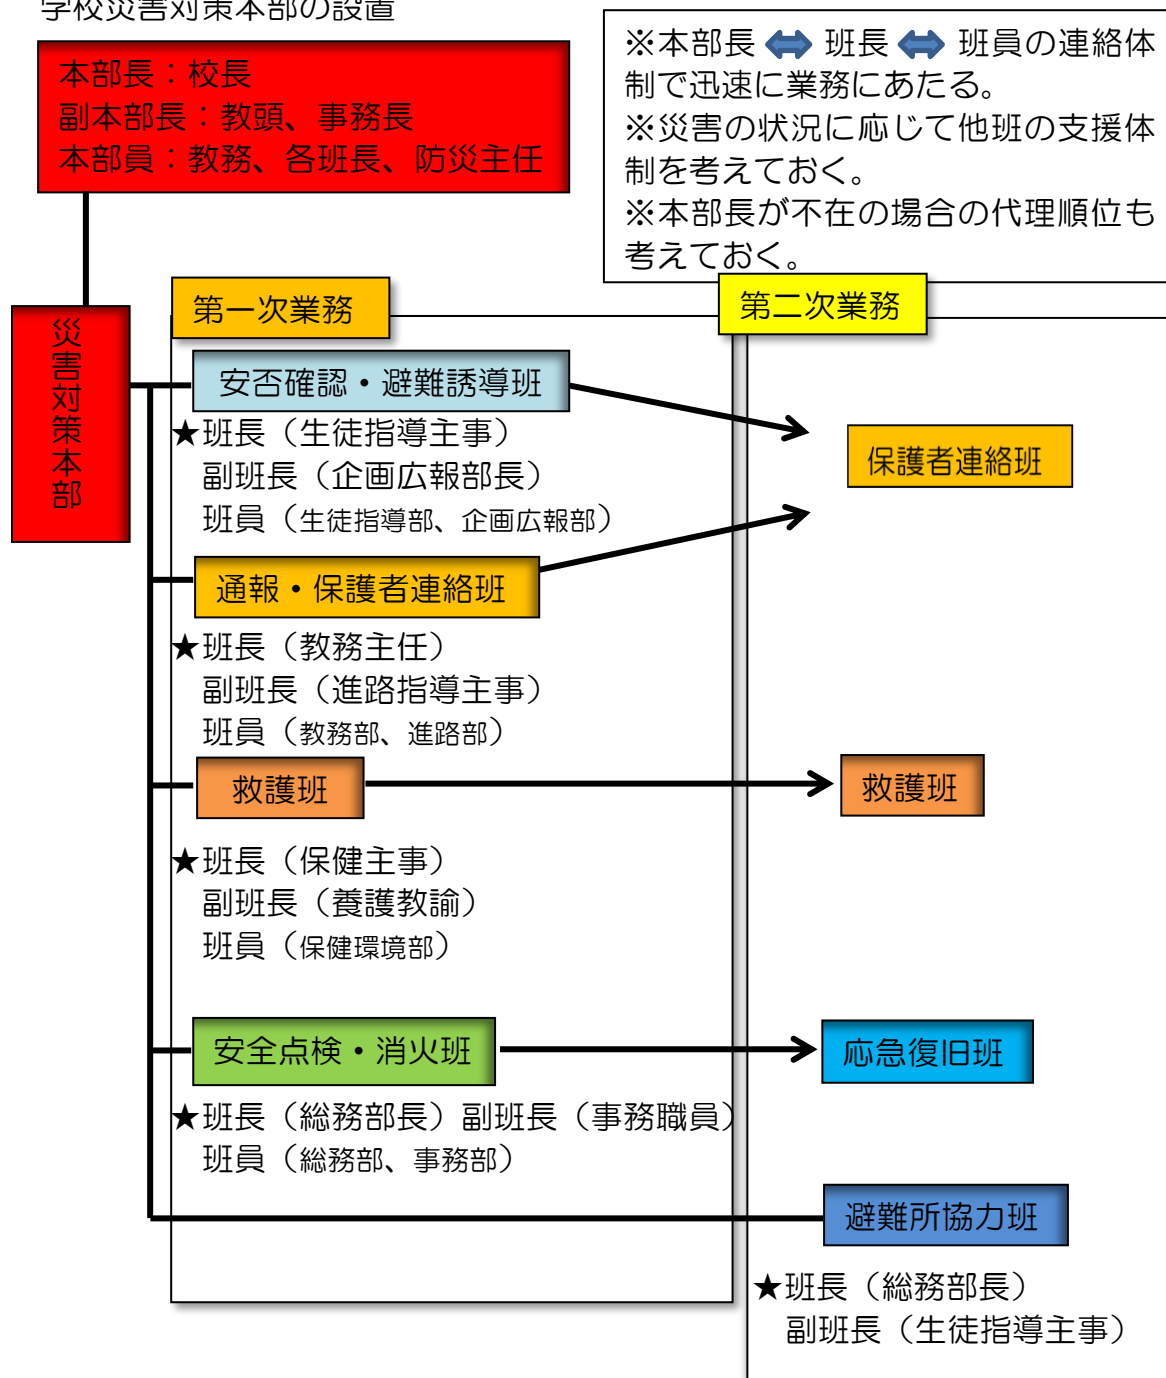 学校災害対策本部の設置
本部長：校長
副本部長：教頭、事務長
本部員：教務、各班長、防災主任
※本部長 ⇔ 班長 ⇔ 班員の連絡体
制で迅速に業務にあたる。
※災害の状況に応じて他班の支援体
制を考えておく。
※本部長が不在の場合の代理順位も
考えておく。
災害対策本部
第一次業務
第二次業務
安否確認・避難誘導班
★班長（生徒指導主事）
副班長（企画広報部長）
班員（生徒指導部、企画広報部）
保護者連絡班
通報・保護者連絡班
★班長（教務主任）
副班長（進路指導主事）
班員（教務部、進路部）
救護班
救護班
★班長（保健主事）
副班長（養護教諭）
班員（保健環境部）
安全点検・消火班
応急復旧班
★班長（総務部長）副班長（事務職員）
班員（総務部、事務部）
避難所協力班
★班長（総務部長）
副班長（生徒指導主事）